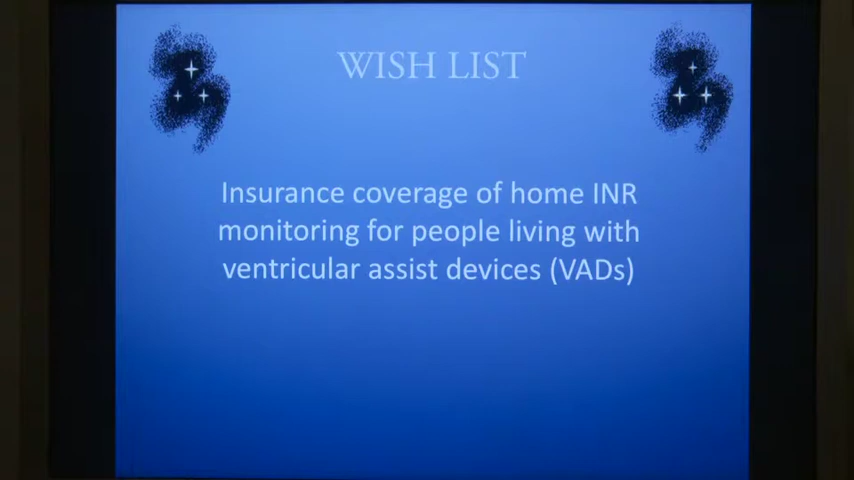 WISH LIST
Insurance coverage of home INR
monitoring for people living with
ventricular assist devices (VADs)